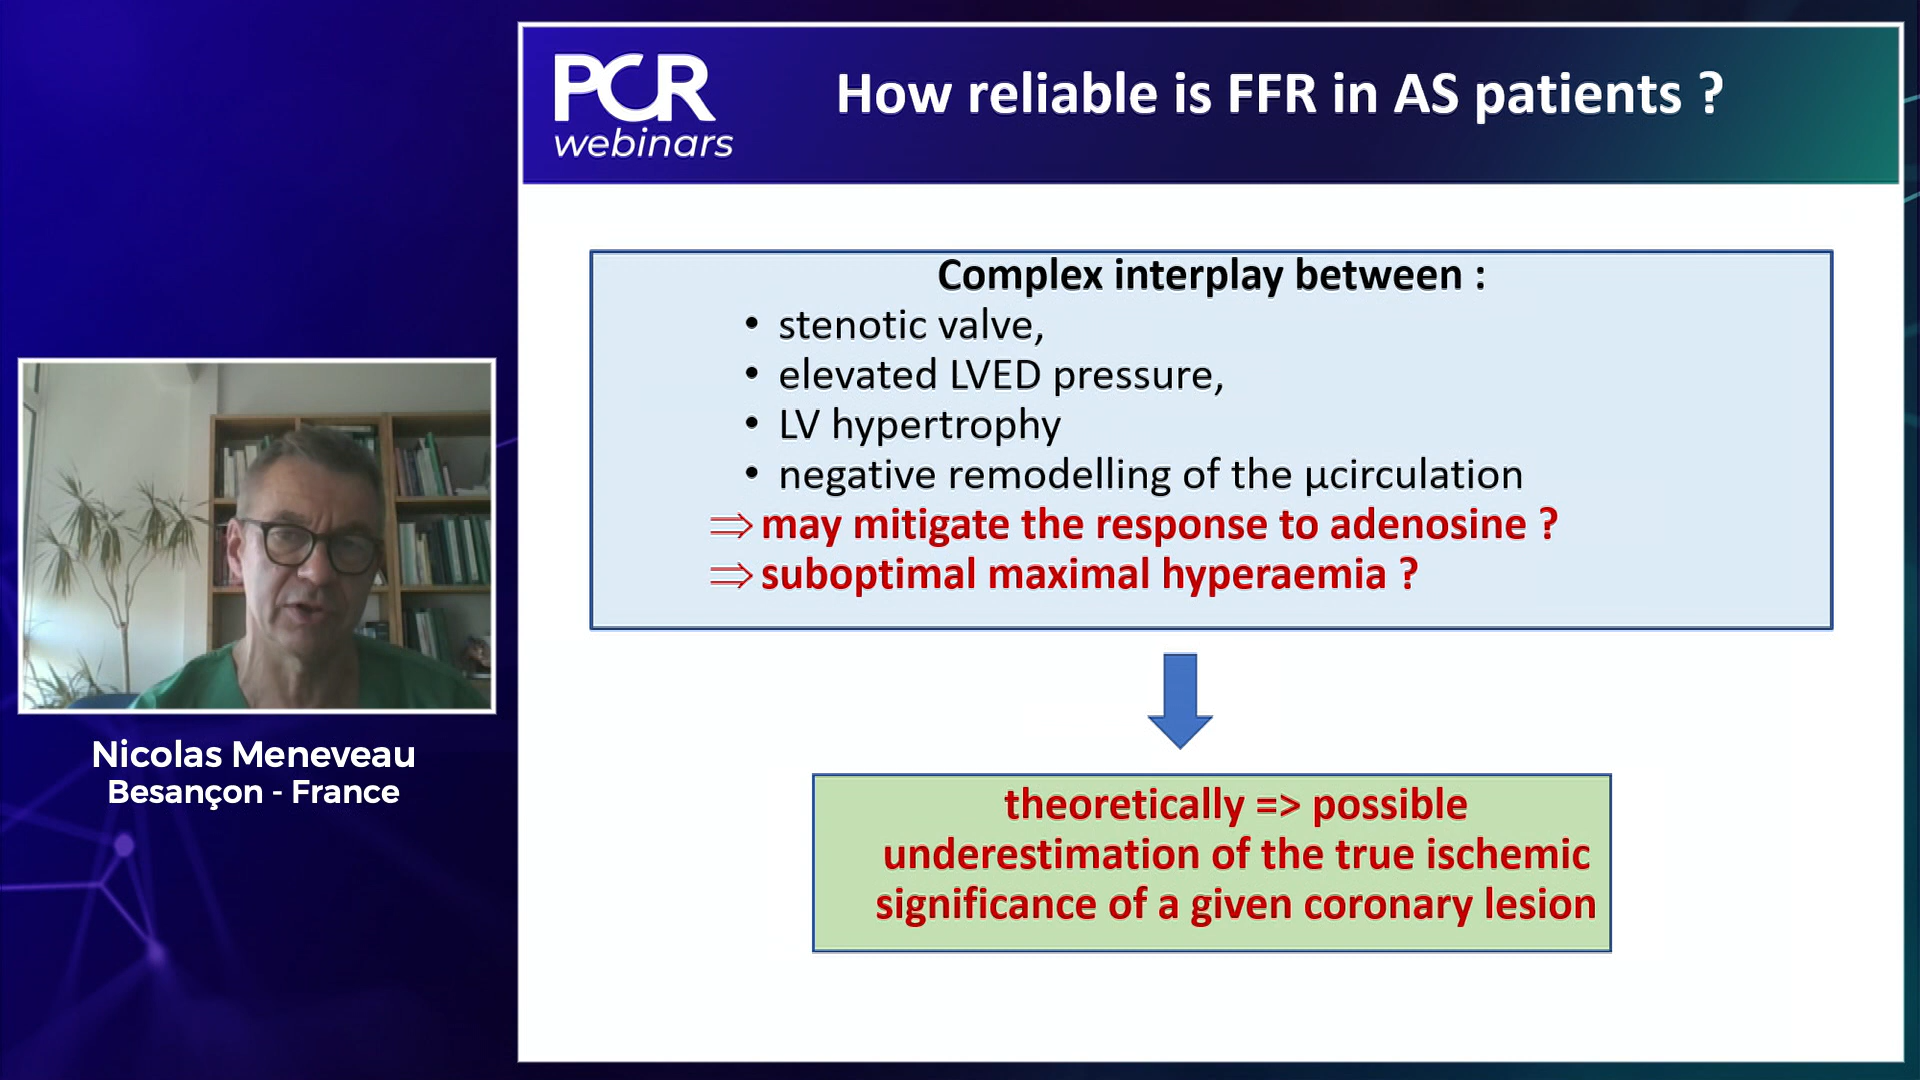 PCR
webinars
How reliable is FFR in AS patients ?
Complex interplay between :
• stenotic valve,
• elevated LVED pressure,
• LV hypertrophy
• negative remodelling of the µcirculation
⇒ may mitigate the response to adenosine ?
⇒ suboptimal maximal hyperaemia ?
theoretically => possible
underestimation of the true ischemic
significance of a given coronary lesion
Nicolas Meneveau
Besançon - France